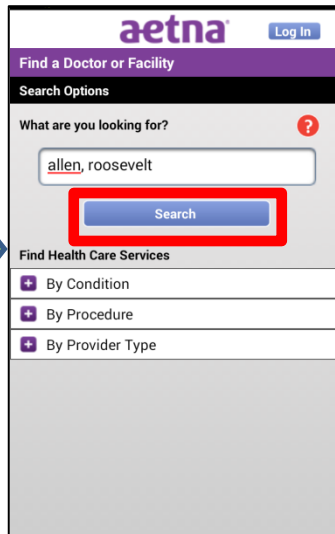 aetna
Log In
Find a Doctor or Facility
Search Options
What are you looking for?
?
allen, roosevelt
Search
Find Health Care Services
By Condition
By Procedure
By Provider Type